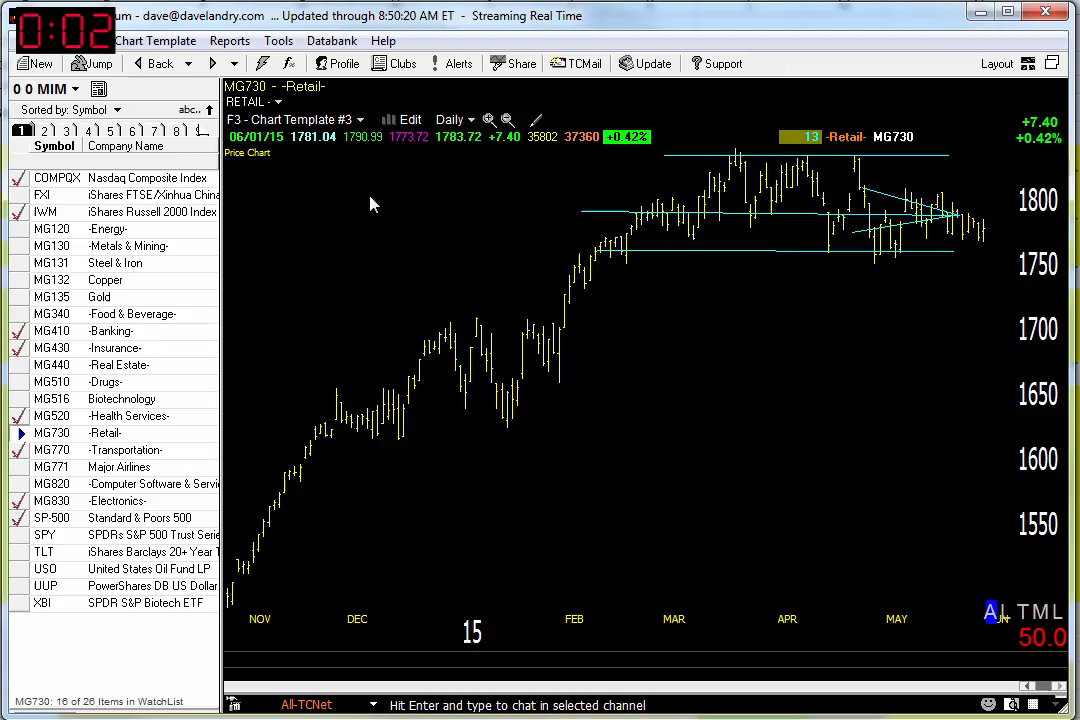 0:02
um - dave@davelandry.com ... Updated through 8:50:20 AM ET - Streaming Real Time
Chart Template Reports Tools Databank Help
New Jump Back Profile Clubs Alerts Share TCMail Update Support Layout
0 0 MIM
Sorted by: Symbol abc..
1 2 3 4 5 6 7 8
Symbol Company Name
COMPQX Nasdaq Composite Index
FXI iShares FTSE/Xinhua China
IWM iShares Russell 2000 Index
MG120 -Energy-
MG130 -Metals & Mining-
MG131 Steel & Iron
MG132 Copper
MG135 Gold
MG340 -Food & Beverage-
MG410 -Banking-
MG430 -Insurance-
MG440 -Real Estate-
MG510 -Drugs-
MG516 Biotechnology
MG520 -Health Services-
MG730 -Retail-
MG770 -Transportation-
MG771 Major Airlines
MG820 -Computer Software & Servi
MG830 -Electronics-
SP-500 Standard & Poors 500
SPY SPDRs S&P 500 Trust Serie
TLT iShares Barclays 20+ Year T
USO United States Oil Fund LP
UUP PowerShares DB US Dollar
XBI SPDR S&P Biotech ETF
MG730: 16 of 26 Items in WatchList
MG730 - -Retail-
RETAIL -
F3 - Chart Template #3 Edit Daily
06/01/15 1781.04 1790.99 1773.72 1783.72 +7.40 35802 37360 +0.42% 13 -Retail- MG730
+7.40
+0.42%
Price Chart
1800
1750
1700
1650
1600
1550
NOV DEC 15 FEB MAR APR MAY
A L TML
50.0
All-TCNet Hit Enter and type to chat in selected channel